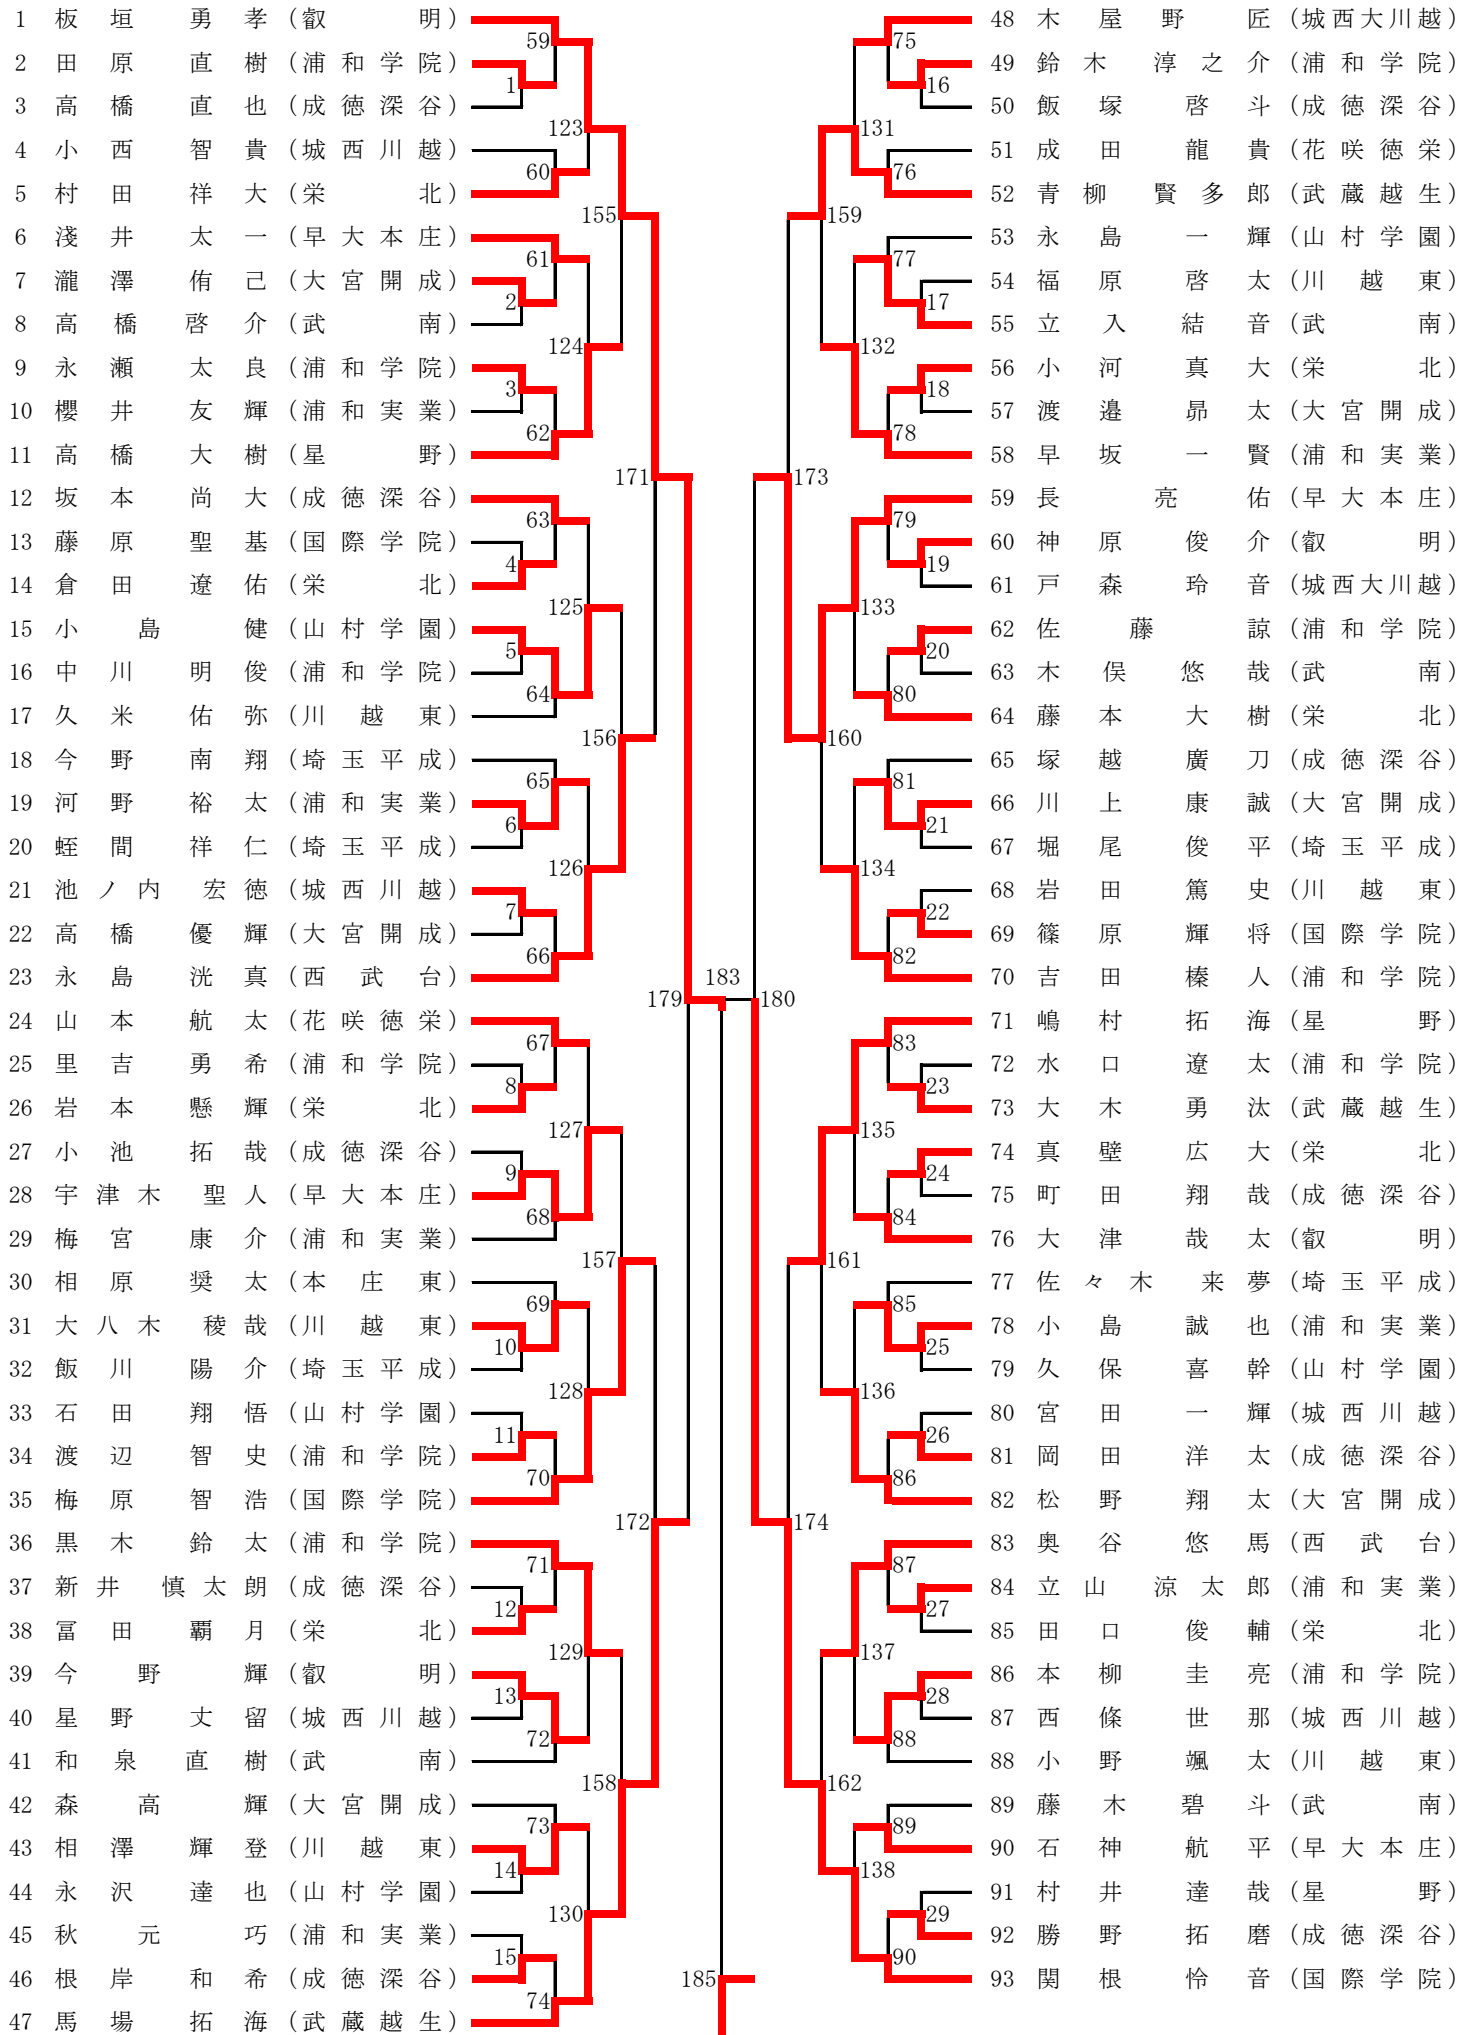 1 板垣 勇孝 (叡明)
2 田原 直樹 (浦和学院)
3 高橋 直也 (成徳深谷)
4 小西 智貴 (城西川越)
5 村田 祥大 (栄北)
6 淺井 太一 (早大本庄)
7 瀧澤 侑己 (大宮開成)
8 高橋 啓介 (武南)
9 永瀬 太良 (浦和学院)
10 櫻井 友輝 (浦和実業)
11 高橋 大樹 (星野)
12 坂本 尚大 (成徳深谷)
13 藤原 聖基 (国際学院)
14 倉田 遼佑 (栄北)
15 小島 健 (山村学園)
16 中川 明俊 (浦和学院)
17 久米 佑弥 (川越東)
18 今野 南翔 (埼玉平成)
19 河野 裕太 (浦和実業)
20 蛭間 祥仁 (埼玉平成)
21 池ノ内 宏徳 (城西川越)
22 高橋 優輝 (大宮開成)
23 永島 洸真 (西武台)
24 山本 航太 (花咲徳栄)
25 里吉 勇希 (浦和学院)
26 岩本 懸輝 (栄北)
27 小池 拓哉 (成徳深谷)
28 宇津木 聖人 (早大本庄)
29 梅宮 康介 (浦和実業)
30 相原 奨太 (本庄東)
31 大八木 稜哉 (川越東)
32 飯川 陽介 (埼玉平成)
33 石田 翔悟 (山村学園)
34 渡辺 智史 (浦和学院)
35 梅原 智浩 (国際学院)
36 黒木 鈴太 (浦和学院)
37 新井 慎太朗 (成徳深谷)
38 冨田 覇月 (栄北)
39 今野 輝 (叡明)
40 星野 丈留 (城西川越)
41 和泉 直樹 (武南)
42 森高 輝 (大宮開成)
43 相澤 輝登 (川越東)
44 永沢 達也 (山村学園)
45 秋元 巧 (浦和実業)
46 根岸 和希 (成徳深谷)
47 馬場 拓海 (武蔵越生)
59
1
123
60
155
61
2
124
3
62
171
63
4
125
5
64
156
65
6
126
7
66
179
67
8
127
9
68
157
69
10
128
11
70
172
71
12
129
13
72
158
73
14
130
15
74
183
185
75
16
131
76
159
77
17
132
18
78
173
79
19
133
20
80
160
81
21
134
22
82
180
83
23
135
24
84
161
85
25
136
26
86
174
87
27
137
28
88
162
89
138
29
90
48 木屋野 匠 (城西大川越)
49 鈴木 淳之介 (浦和学院)
50 飯塚 啓斗 (成徳深谷)
51 成田 龍貴 (花咲徳栄)
52 青柳 賢多郎 (武蔵越生)
53 永島 一輝 (山村学園)
54 福原 啓太 (川越東)
55 立入 結音 (武南)
56 小河 真大 (栄北)
57 渡邉 昴太 (大宮開成)
58 早坂 一賢 (浦和実業)
59 長 亮佑 (早大本庄)
60 神原 俊介 (叡明)
61 戸森 玲音 (城西大川越)
62 佐藤 諒 (浦和学院)
63 木俣 悠哉 (武南)
64 藤本 大樹 (栄北)
65 塚越 廣刀 (成徳深谷)
66 川上 康誠 (大宮開成)
67 堀尾 俊平 (埼玉平成)
68 岩田 篤史 (川越東)
69 篠原 輝将 (国際学院)
70 吉田 榛人 (浦和学院)
71 嶋村 拓海 (星野)
72 水口 遼太 (浦和学院)
73 大木 勇汰 (武蔵越生)
74 真壁 広大 (栄北)
75 町田 翔哉 (成徳深谷)
76 大津 哉太 (叡明)
77 佐々木 来夢 (埼玉平成)
78 小島 誠也 (浦和実業)
79 久保 喜幹 (山村学園)
80 宮田 一輝 (城西川越)
81 岡田 洋太 (成徳深谷)
82 松野 翔太 (大宮開成)
83 奥谷 悠馬 (西武台)
84 立山 涼太郎 (浦和実業)
85 田口 俊輔 (栄北)
86 本柳 圭亮 (浦和学院)
87 西條 世那 (城西川越)
88 小野 颯太 (川越東)
89 藤木 碧斗 (武南)
90 石神 航平 (早大本庄)
91 村井 達哉 (星野)
92 勝野 拓磨 (成徳深谷)
93 関根 怜音 (国際学院)